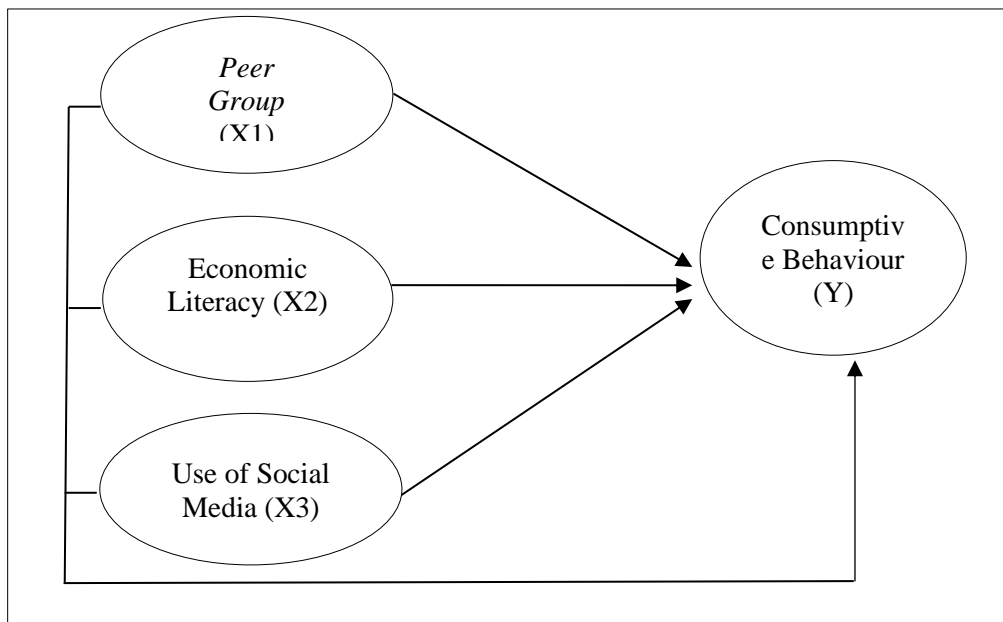 Peer
Group
(X1)
Economic
Literacy (X2)
Use of Social
Media (X3)
Consumptiv
e Behaviour
(Y)